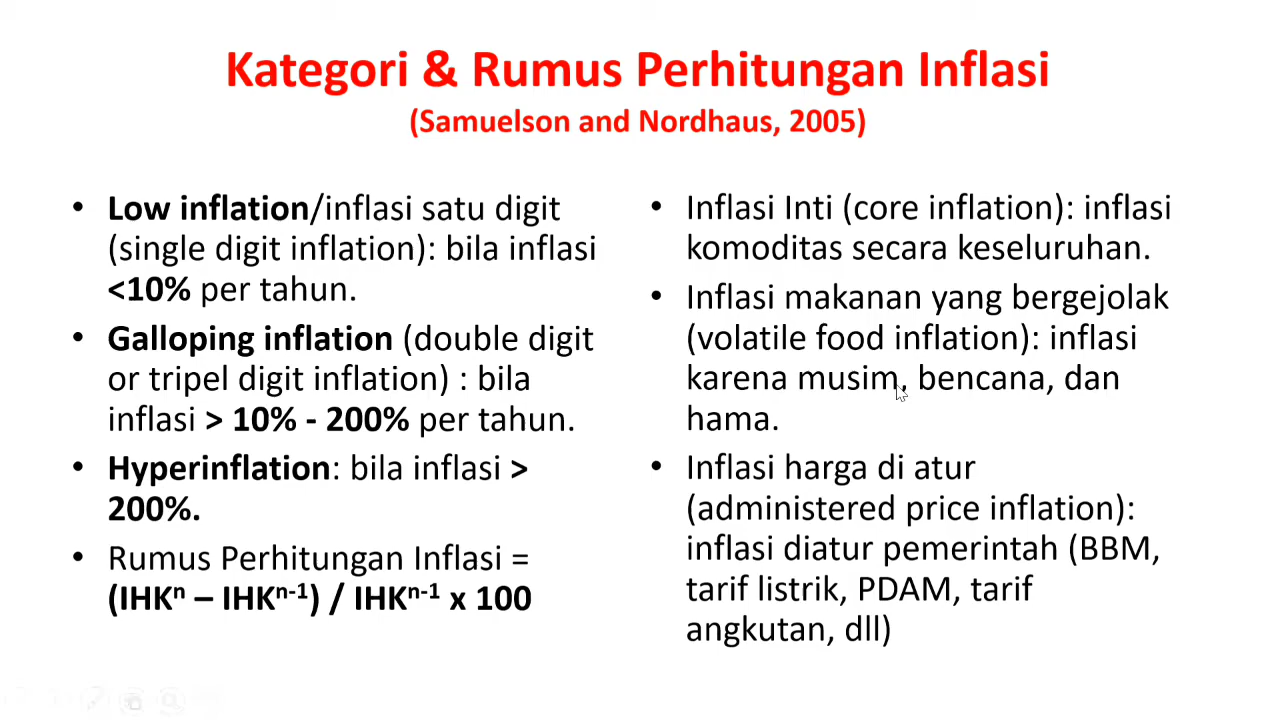 Kategori & Rumus Perhitungan Inflasi
(Samuelson and Nordhaus, 2005)
• Low inflation/inflasi satu digit
(single digit inflation): bila inflasi
<10% per tahun.
• Galloping inflation (double digit
or tripel digit inflation) : bila
inflasi > 10% - 200% per tahun.
• Hyperinflation: bila inflasi >
200%.
• Rumus Perhitungan Inflasi =
(IHKⁿ – IHKⁿ⁻¹) / IHKⁿ⁻¹ x 100
• Inflasi Inti (core inflation): inflasi
komoditas secara keseluruhan.
• Inflasi makanan yang bergejolak
(volatile food inflation): inflasi
karena musim, bencana, dan
hama.
• Inflasi harga di atur
(administered price inflation):
inflasi diatur pemerintah (BBM,
tarif listrik, PDAM, tarif
angkutan, dll)